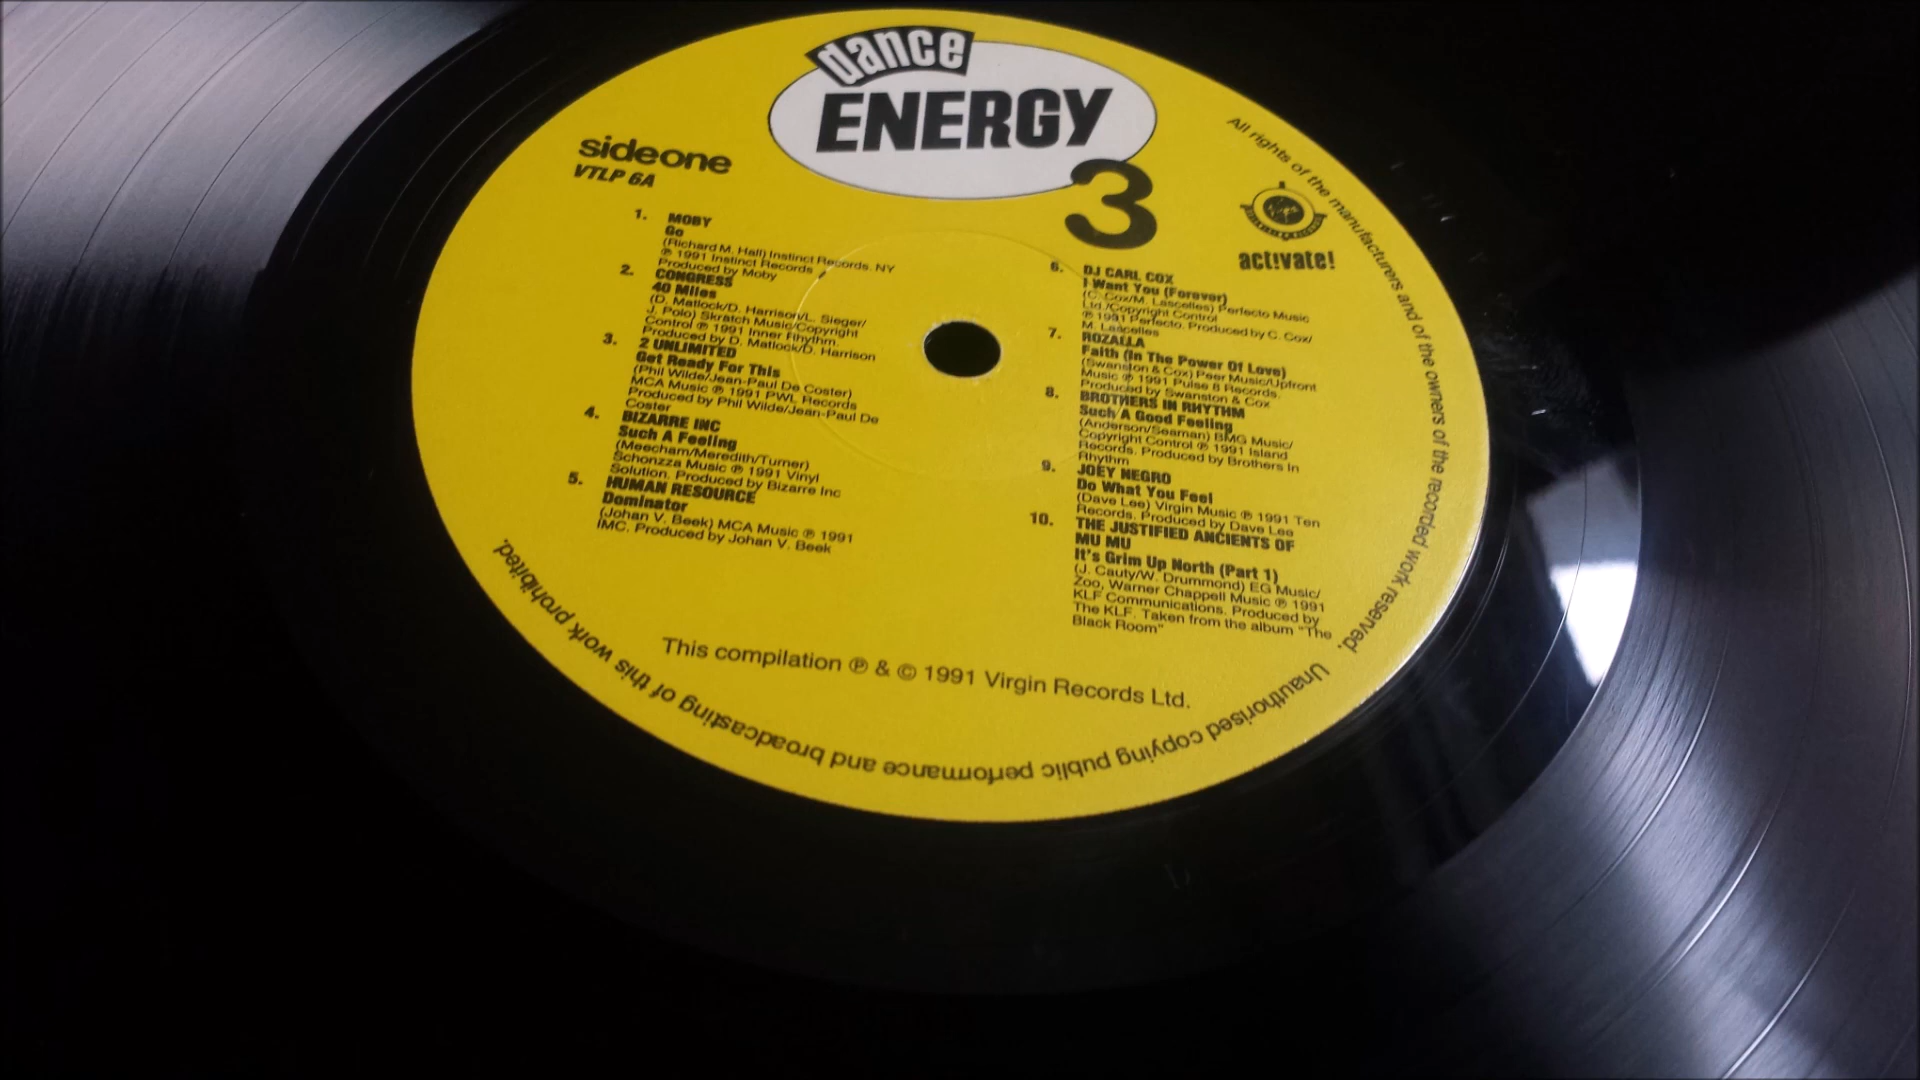 dance
ENERGY
3
sideone
VTLP 6A
1. MOBY
Go
(Richard M. Hall) Instinct Records. NY
℗ 1991 Instinct Records
Produced by Moby
2. CONGRESS
40 Miles
(D. Matlock/D. Harrison/L. Sieger/
J. Polo) Skratch Music/Copyright
Control ℗ 1991 Inner Rhythm.
Produced by D. Matlock/D. Harrison
3. 2 UNLIMITED
Get Ready For This
(Phil Wilde/Jean-Paul De Coster)
MCA Music ℗ 1991 PWL Records
Produced by Phil Wilde/Jean-Paul De
Coster
4. BIZARRE INC
Such A Feeling
(Meecham/Meredith/Turner)
Schonzza Music ℗ 1991 Vinyl
Solution. Produced by Bizarre Inc
5. HUMAN RESOURCE
Dominator
(Johan V. Beek) MCA Music ℗ 1991
IMC. Produced by Johan V. Beek
6. DJ CARL COX
I Want You (Forever)
(C. Cox/M. Lascelles) Perfecto Music
Ltd./Copyright Control
℗ 1991 Perfecto. Produced by C. Cox/
M. Lascelles
7. ROZALLA
Faith (In The Power Of Love)
(Swanston & Cox) Peer Music/Upfront
Music ℗ 1991 Pulse 8 Records.
Produced by Swanston & Cox
8. BROTHERS IN RHYTHM
Such A Good Feeling
(Anderson/Seaman) BMG Music/
Copyright Control ℗ 1991 Island
Records. Produced by Brothers In
Rhythm
9. JOEY NEGRO
Do What You Feel
(Dave Lee) Virgin Music ℗ 1991 Ten
Records. Produced by Dave Lee
10. THE JUSTIFIED ANCIENTS OF
MU MU
It's Grim Up North (Part 1)
(J. Cauty/W. Drummond) EG Music/
Zoo, Warner Chappell Music ℗ 1991
KLF Communications. Produced by
The KLF. Taken from the album "The
Black Room"
act!vate!
This compilation ℗ & © 1991 Virgin Records Ltd.
All rights of the manufacturers and of the owners of the recorded work reserved. Unauthorised copying public performance and broadcasting of this work prohibited.